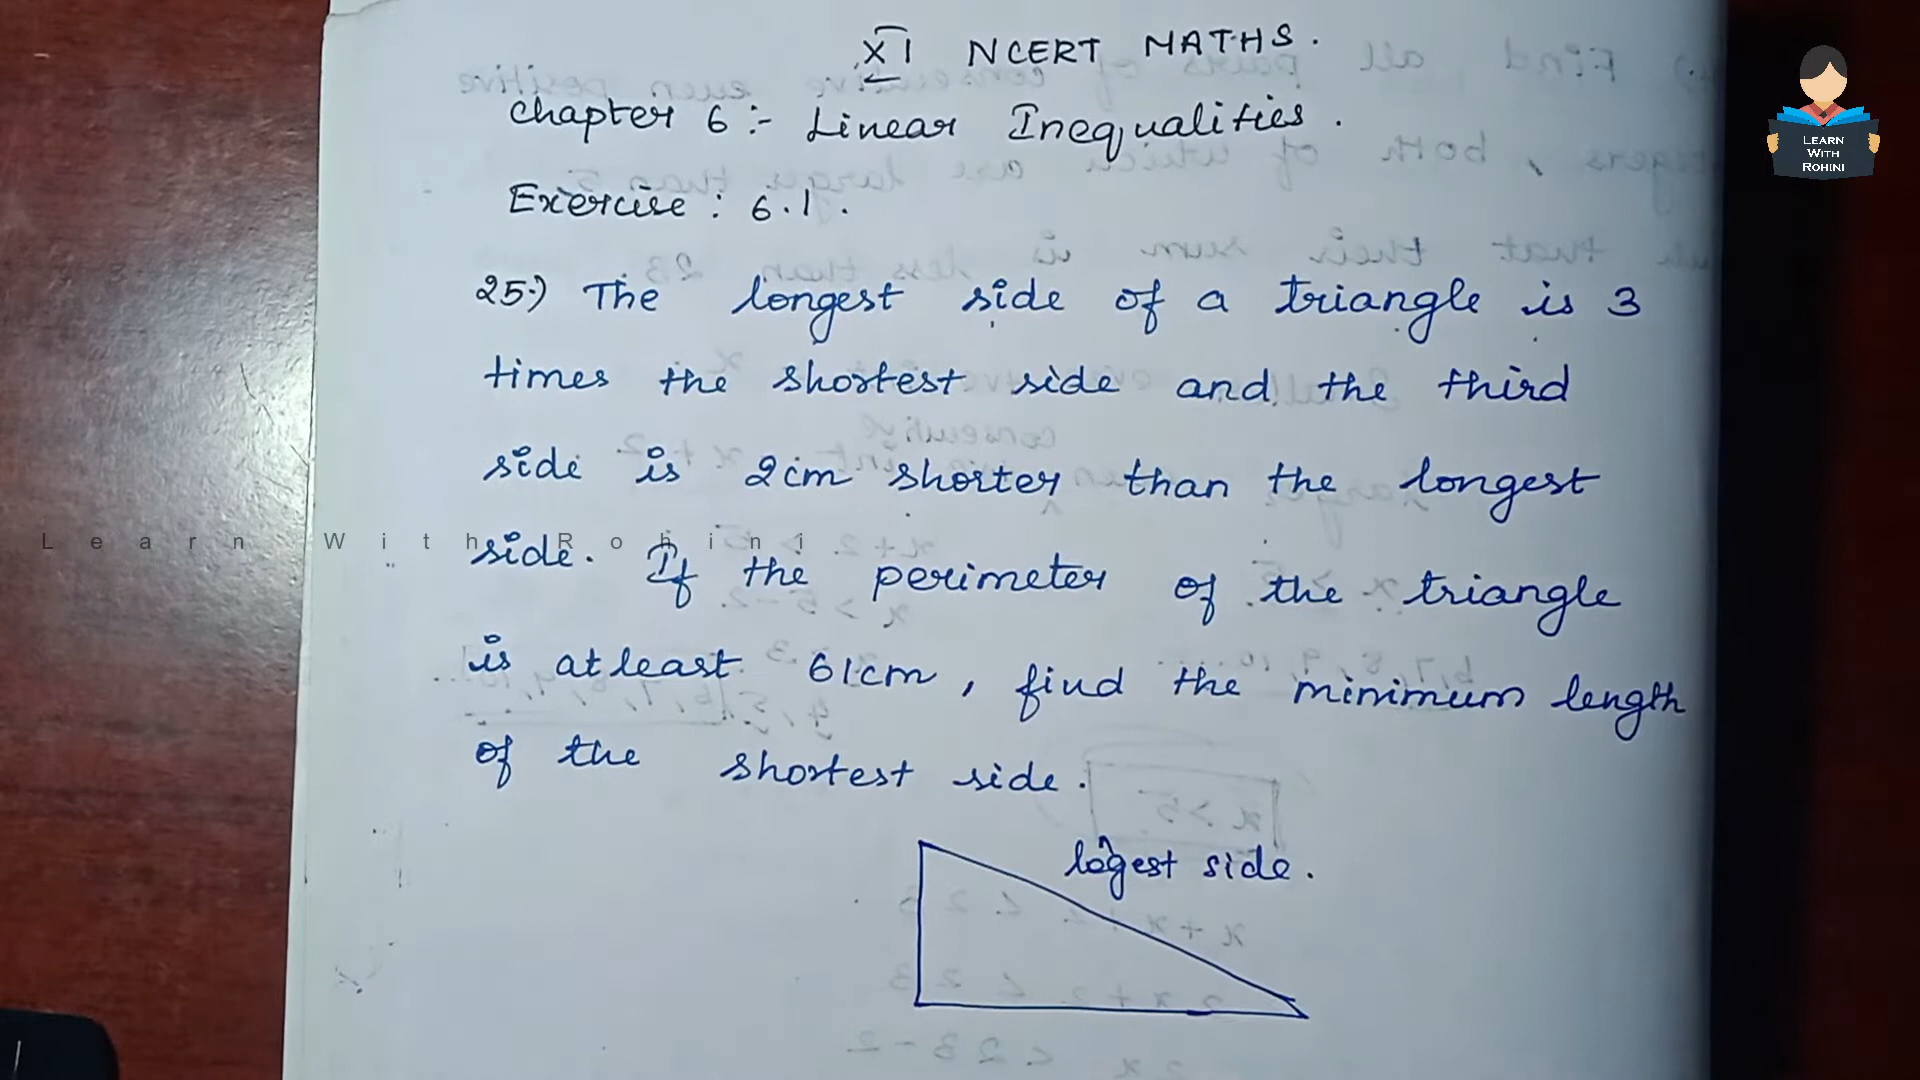 XI NCERT MATHS.
Chapter 6 :- Linear Inequalities.
Exercise : 6.1.
25.) The longest side of a triangle is 3
times the shortest side and the third
side is 2cm shorter than the longest
side. If the perimeter of the triangle
is atleast 61cm, find the minimum length
of the shortest side.
logest side.
LEARN
WITH
ROHINI
Learn With Rohini